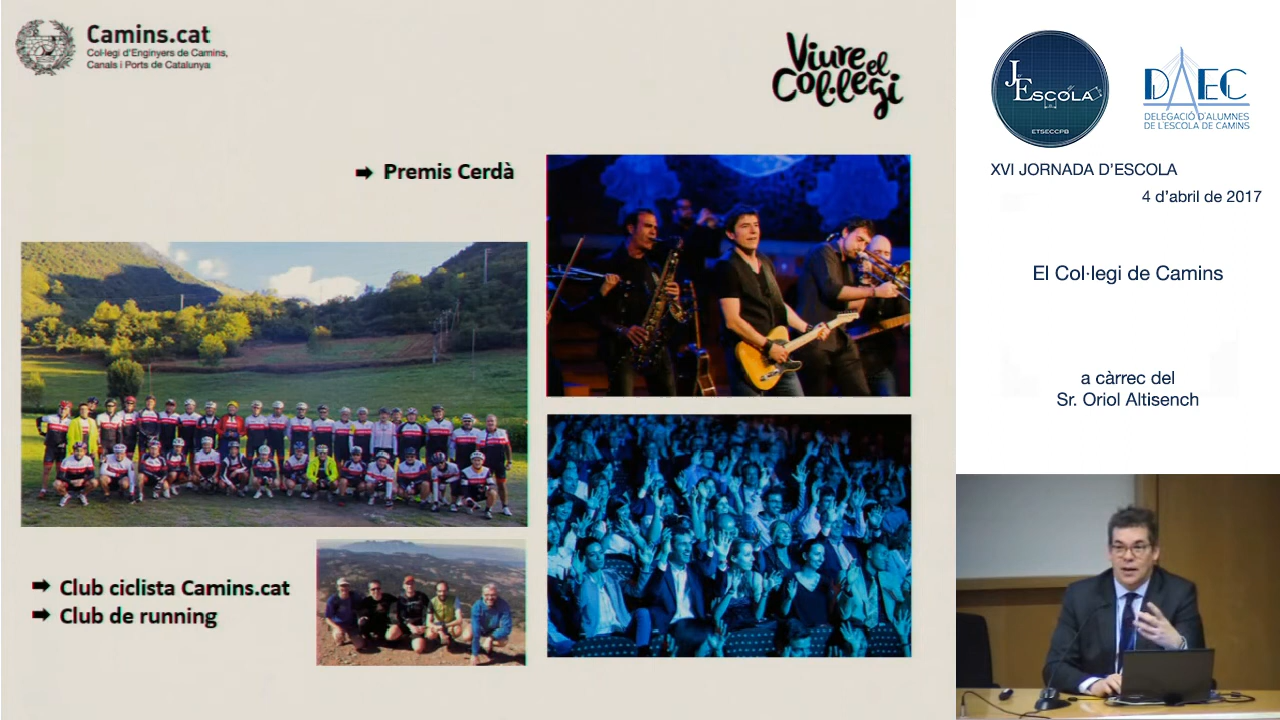 Camins.cat
Col·legi d'Enginyers de Camins,
Canals i Ports de Catalunya
Viure el
Col·legi
➡ Premis Cerdà
➡ Club ciclista Camins.cat
➡ Club de running
J
ESCOLA
ETSECCPB
DAEC
DELEGACIÓ D'ALUMNES
DE L'ESCOLA DE CAMINS
XVI JORNADA D'ESCOLA
4 d'abril de 2017
El Col·legi de Camins
a càrrec del
Sr. Oriol Altisench